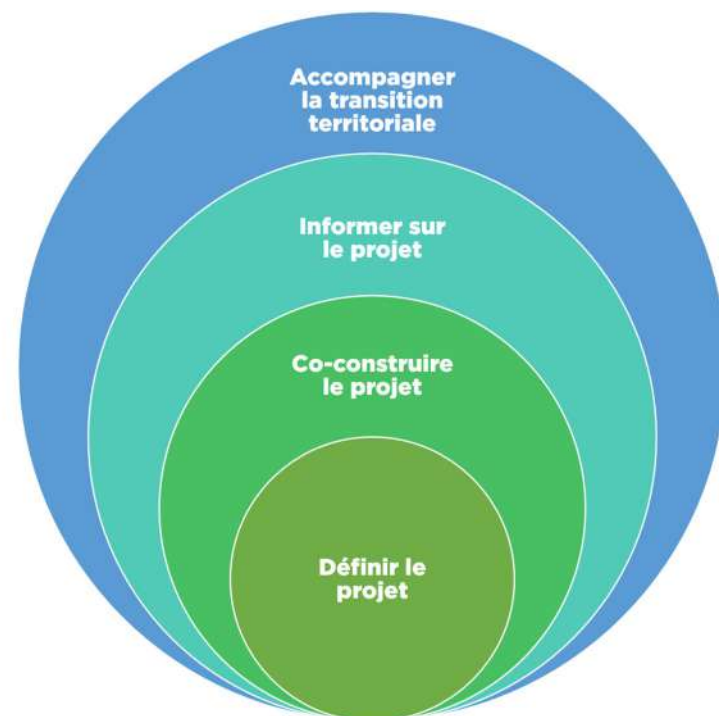 Accompagner
la transition
territoriale
Informer sur
le projet
Co-construire
le projet
Définir le
projet